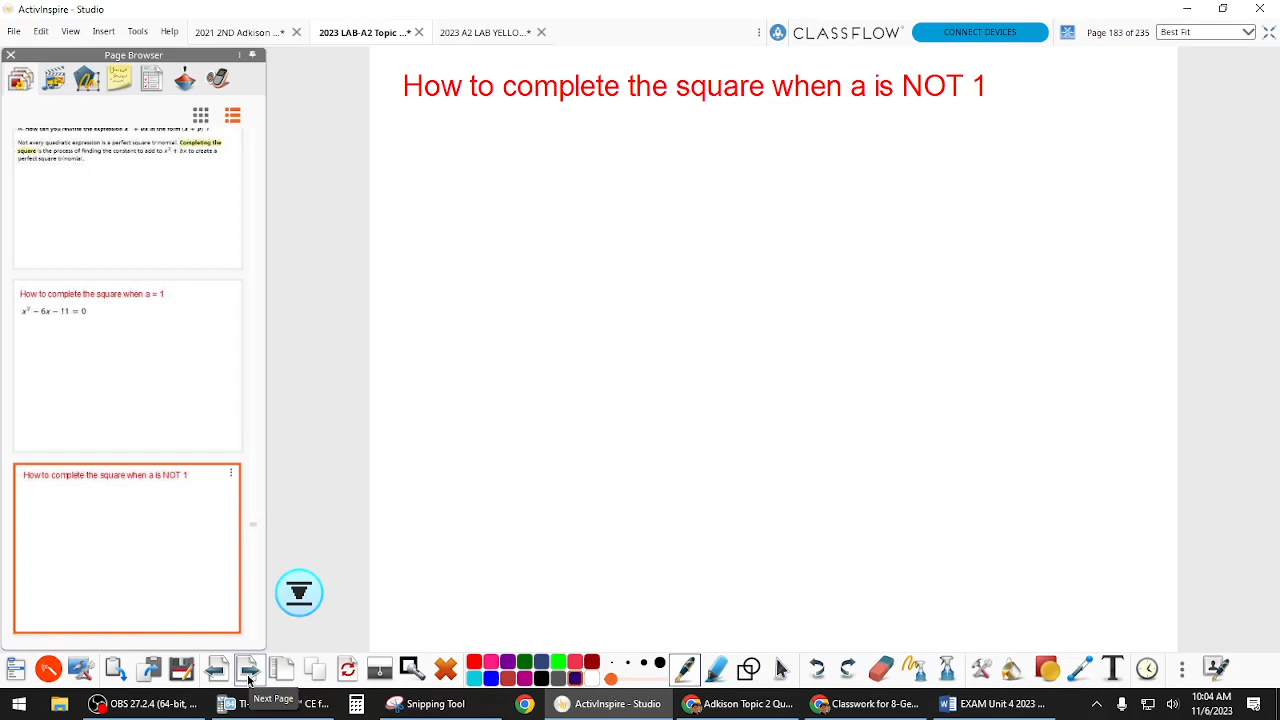 ActivInspire - Studio
File Edit View Insert Tools Help
2021 2ND Adkison ...*
2023 LAB-A2 Topic ...*
2023 A2 LAB YELLO...*
CLASSFLOW
CONNECT DEVICES
Page 183 of 235
Best Fit
Page Browser
Not every quadratic expression is a perfect square trinomial. Completing the
square is the process of finding the constant to add to x² + bx to create a
perfect square trinomial.
How to complete the square when a = 1
x² − 6x − 11 = 0
How to complete the square when a is NOT 1
How to complete the square when a is NOT 1
Next Page
OBS 27.2.4 (64-bit, ...
Snipping Tool
ActivInspire - Studio
Adkison Topic 2 Qu...
Classwork for 8-Ge...
EXAM Unit 4 2023 ...
10:04 AM
11/6/2023